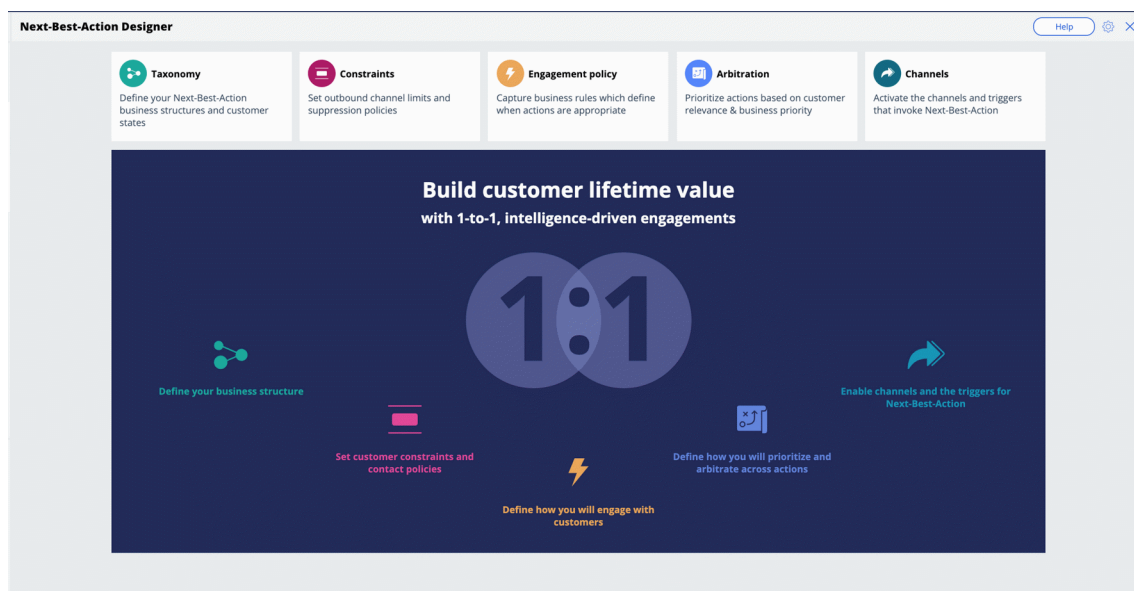 Next-Best-Action Designer
Help
Taxonomy
Define your Next-Best-Action
business structures and customer
states
Constraints
Set outbound channel limits and
suppression policies
Engagement policy
Capture business rules which define
when actions are appropriate
Arbitration
Prioritize actions based on customer
relevance & business priority
Channels
Activate the channels and triggers
that invoke Next-Best-Action
Build customer lifetime value
with 1-to-1, intelligence-driven engagements
1:1
Define your business structure
Set customer constraints and
contact policies
Define how you will engage with
customers
Define how you will prioritize and
arbitrate across actions
Enable channels and the triggers for
Next-Best-Action